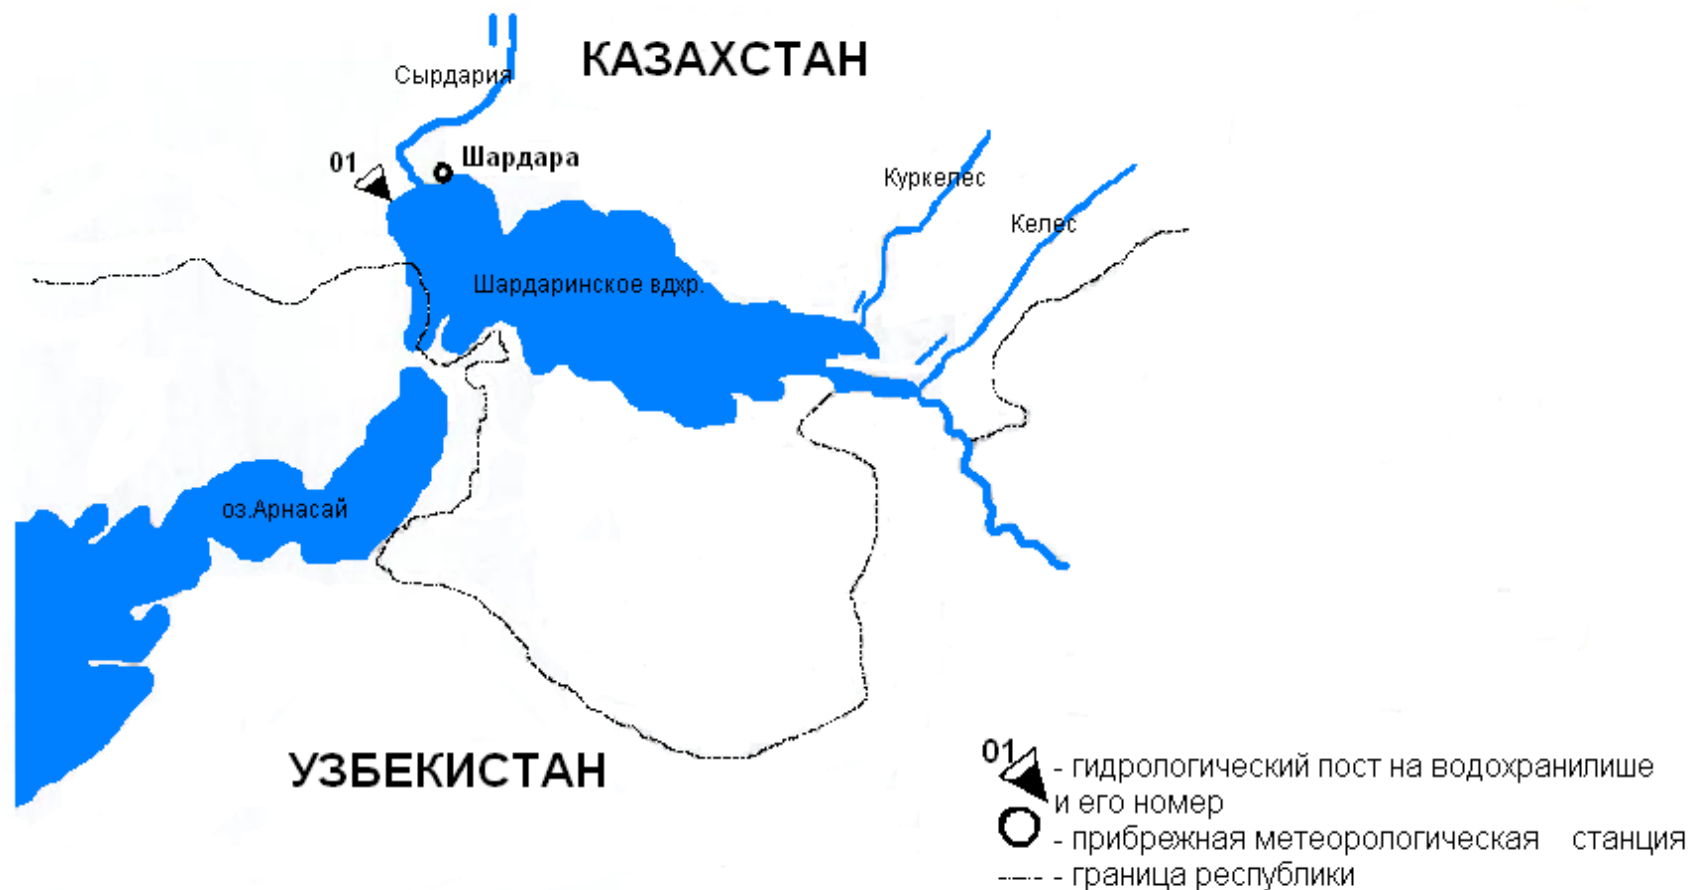 КАЗАХСТАН
Сырдария
01
Шардара
Куркелес
Келес
Шардаринское вдхр.
оз.Арнасай
УЗБЕКИСТАН
01 - гидрологический пост на водохранилише
и его номер
- прибрежная метеорологическая станция
- граница республики